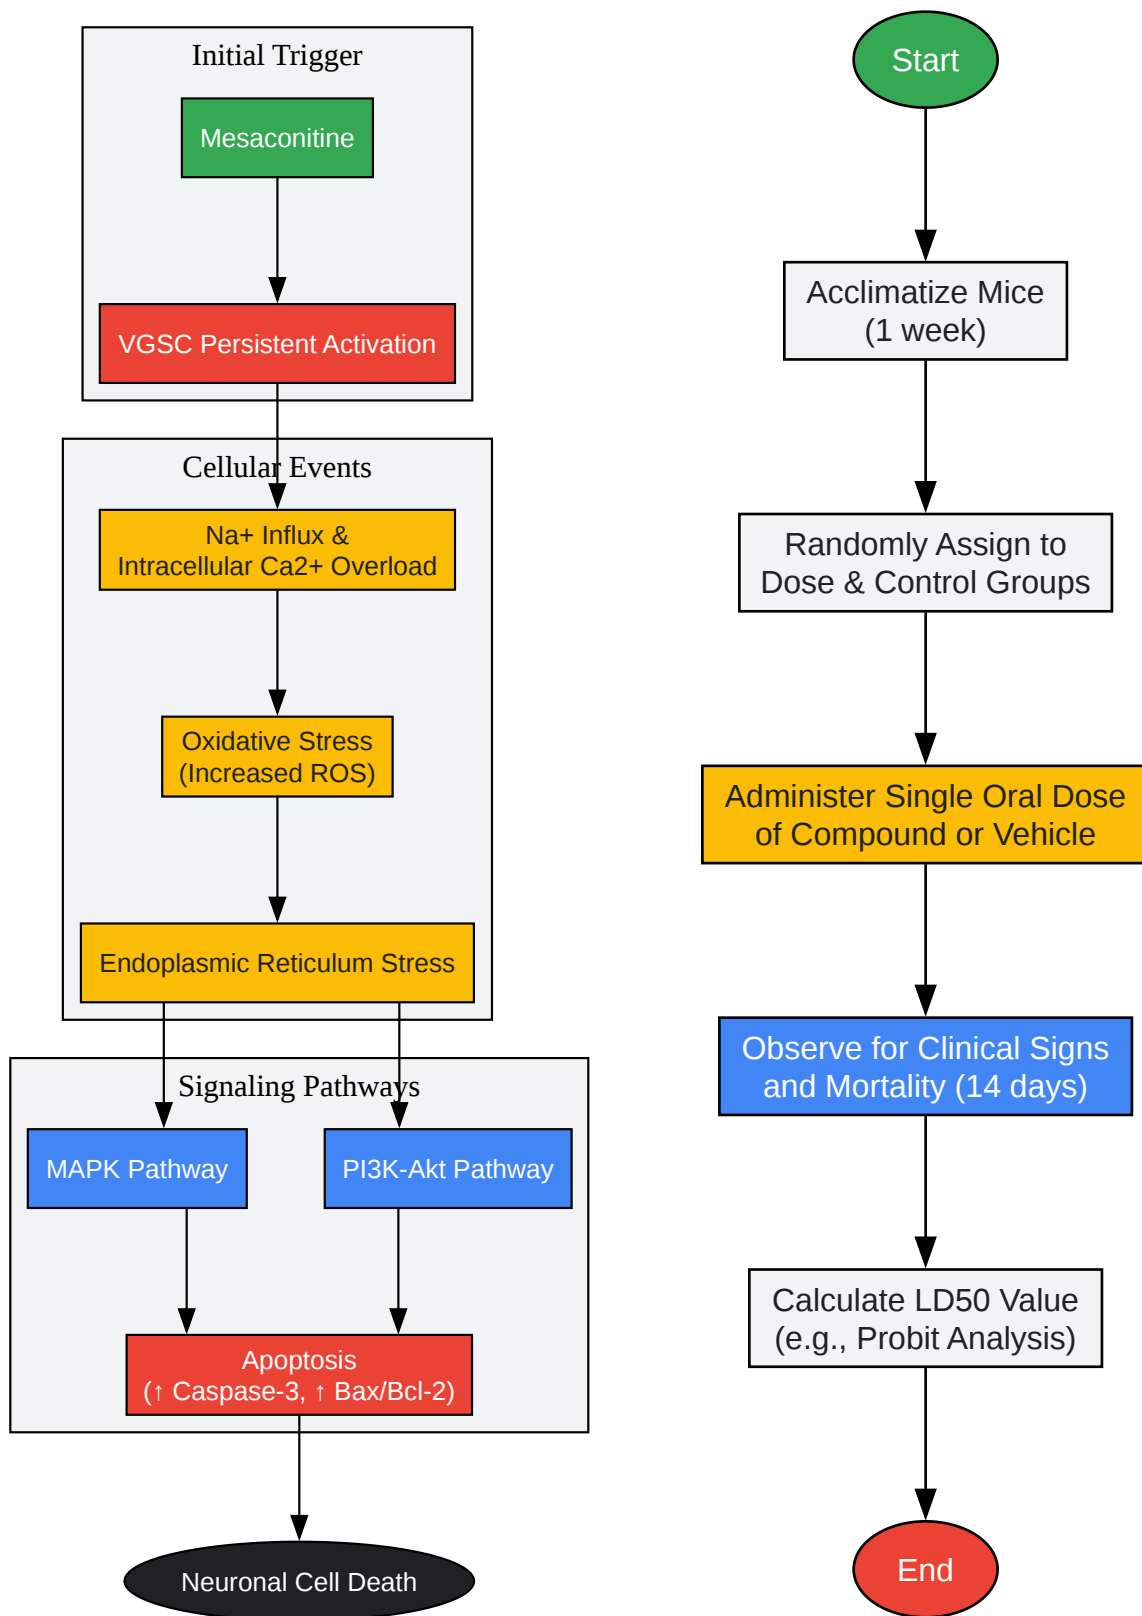 Initial Trigger
Mesaconitine
VGSC Persistent Activation
Cellular Events
Na+ Influx &
Intracellular Ca2+ Overload
Oxidative Stress
(Increased ROS)
Endoplasmic Reticulum Stress
Signaling Pathways
MAPK Pathway
PI3K-Akt Pathway
Apoptosis
(↑ Caspase-3, ↑ Bax/Bcl-2)
Neuronal Cell Death
Start
Acclimatize Mice
(1 week)
Randomly Assign to
Dose & Control Groups
Administer Single Oral Dose
of Compound or Vehicle
Observe for Clinical Signs
and Mortality (14 days)
Calculate LD50 Value
(e.g., Probit Analysis)
End